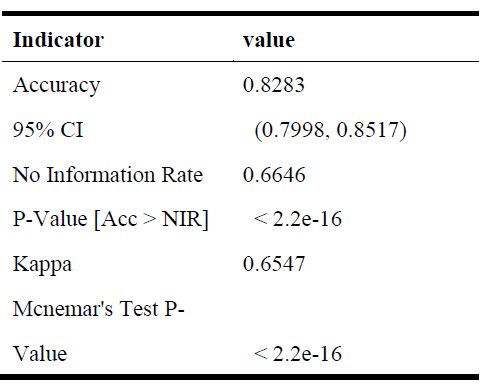 Indicator value
Accuracy 0.8283
95% CI (0.7998, 0.8517)
No Information Rate 0.6646
P-Value [Acc > NIR] < 2.2e-16
Kappa 0.6547
Mcnemar's Test P-
Value < 2.2e-16